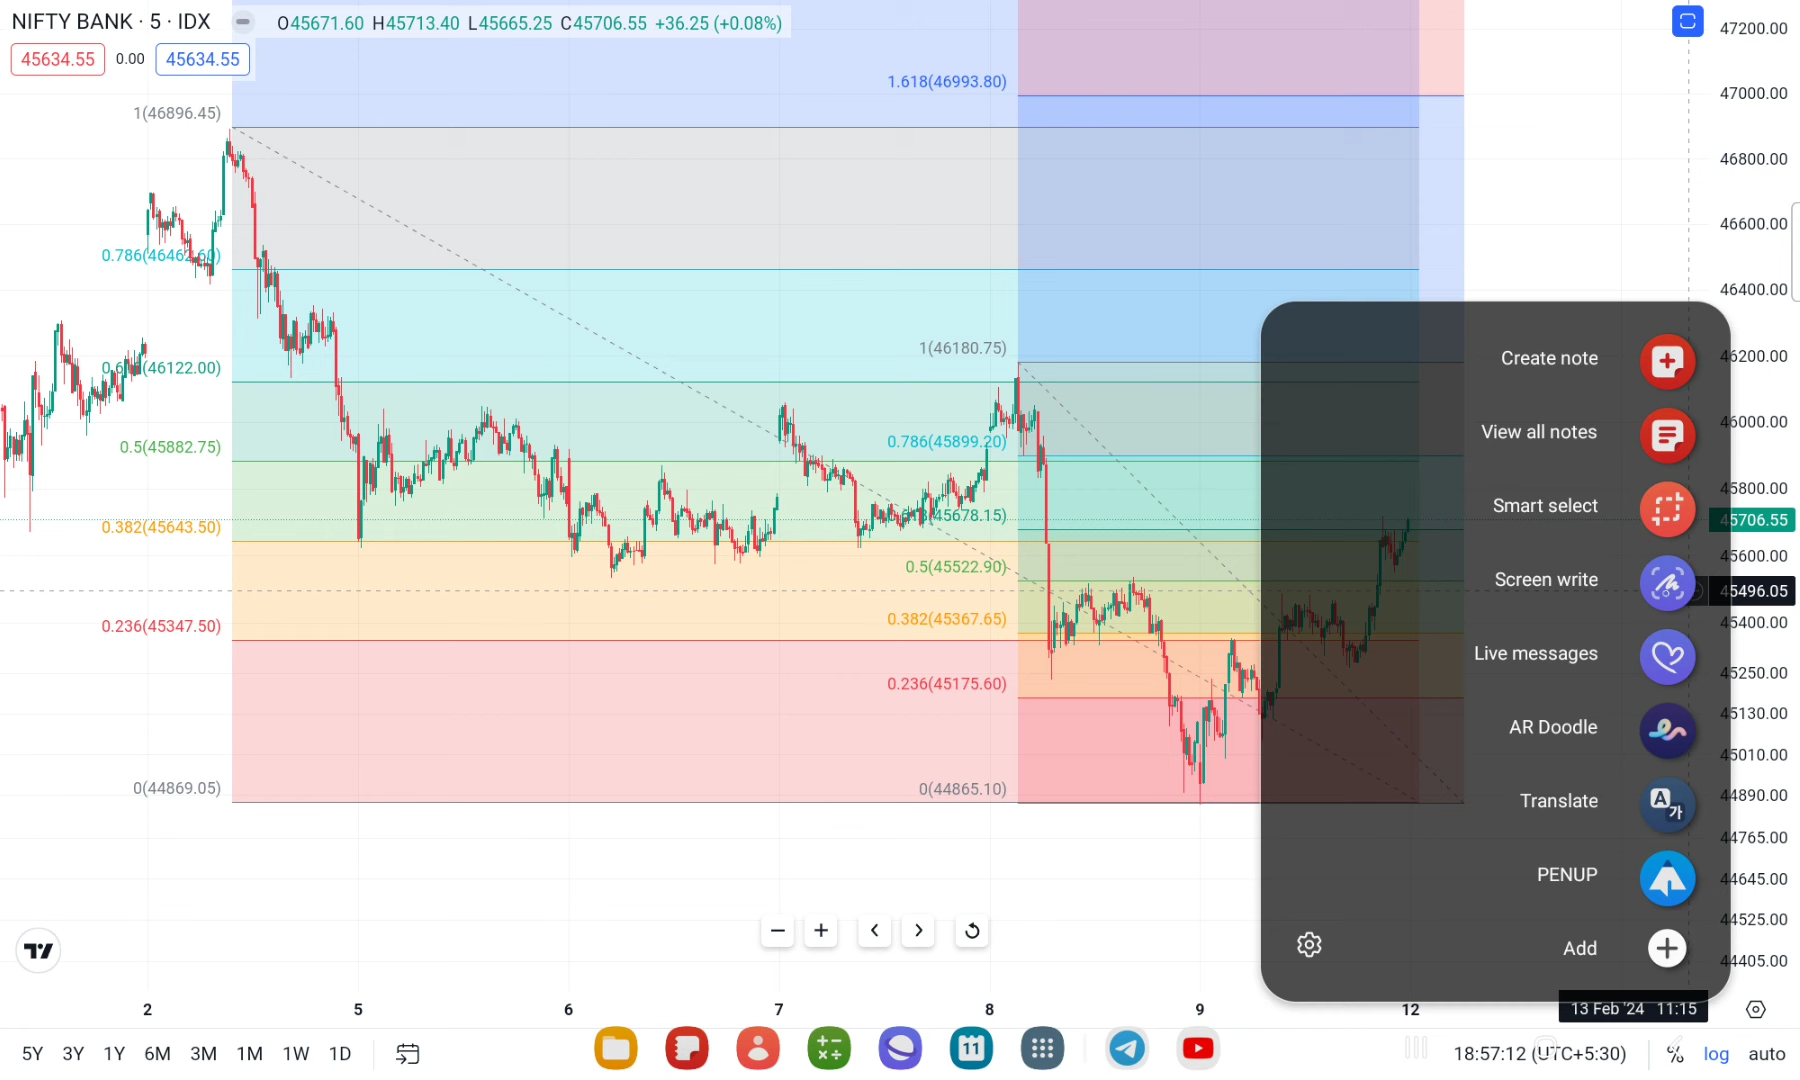 NIFTY BANK · 5 · IDX O45671.60 H45713.40 L45665.25 C45706.55 +36.25 (+0.08%)
45634.55 0.00 45634.55
1.618(46993.80)
1(46896.45)
0.786(46462.60)
1(46180.75)
(46122.00)
0.786(45899.20)
0.5(45882.75)
(45678.15)
0.382(45643.50)
0.5(45522.90)
0.382(45367.65)
0.236(45347.50)
0.236(45175.60)
0(44869.05)
0(44865.10)
47200.00
47000.00
46800.00
46600.00
46400.00
46200.00
46000.00
45800.00
45706.55
45600.00
45496.05
45400.00
45250.00
45130.00
45010.00
44890.00
44765.00
44645.00
44525.00
44405.00
Create note
View all notes
Smart select
Screen write
Live messages
AR Doodle
Translate
PENUP
Add
2 5 6 7 8 9 12
13 Feb '24 11:15
5Y 3Y 1Y 6M 3M 1M 1W 1D
11
18:57:12 (UTC+5:30) % log auto